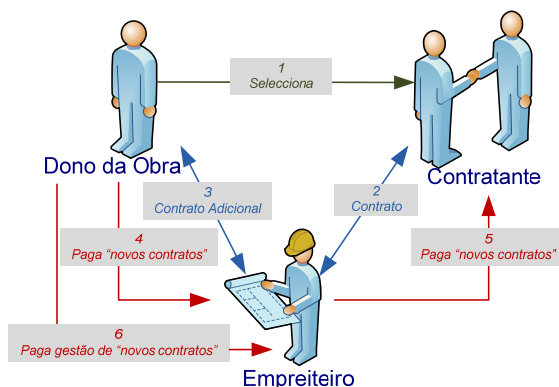 1
Selecciona
Dono da Obra
Contratante
3
Contrato Adicional
2
Contrato
4
Paga “novos contratos”
5
Paga “novos contratos”
6
Paga gestão de “novos contratos”
Empreiteiro